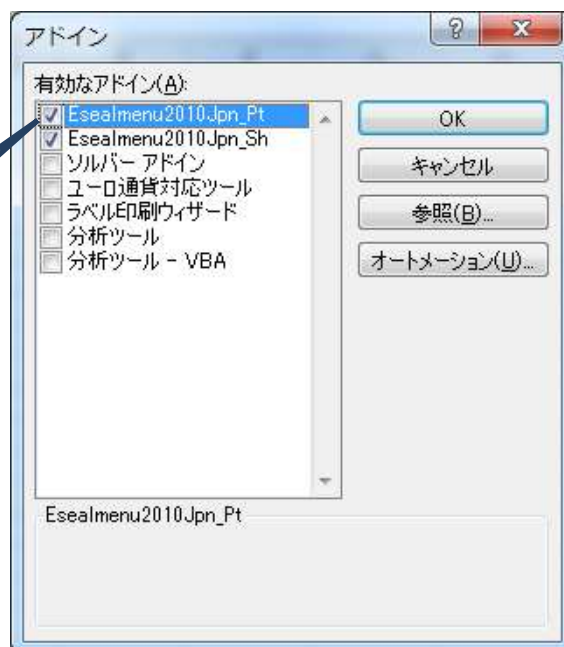 アドイン
有効なアドイン(A):
Esealmenu2010Jpn_Pt
Esealmenu2010Jpn_Sh
ソルバー アドイン
ユーロ通貨対応ツール
ラベル印刷ウィザード
分析ツール
分析ツール - VBA
OK
キャンセル
参照(B)...
オートメーション(U)...
Esealmenu2010Jpn_Pt